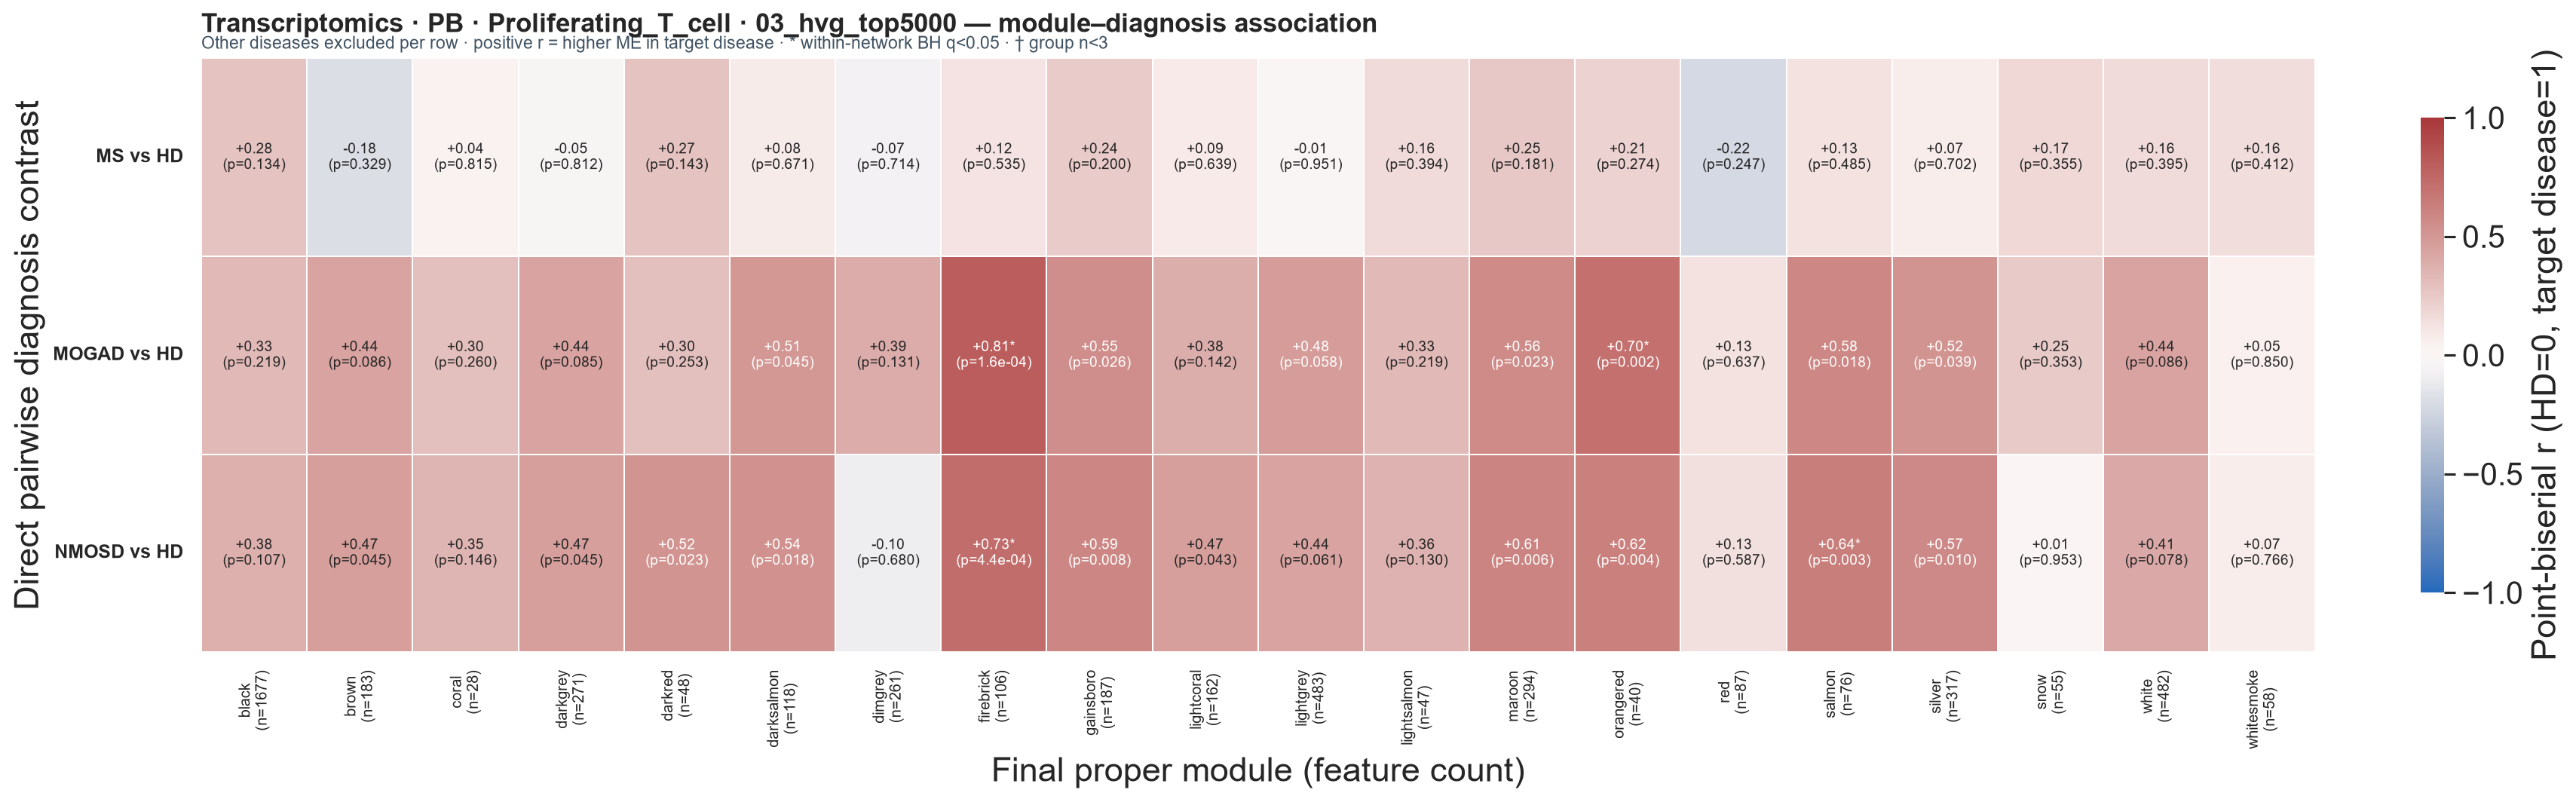 Transcriptomics · PB · Proliferating_T_cell · 03_hvg_top5000 — module–diagnosis association
Other diseases excluded per row · positive r = higher ME in target disease · * within-network BH q<0.05 · † group n<3
Direct pairwise diagnosis contrast
MS vs HD
+0.28 -0.18 +0.04 -0.05 +0.27 +0.08 -0.07 +0.12 +0.24 +0.09 -0.01 +0.16 +0.25 +0.21 -0.22 +0.13 +0.07 +0.17 +0.16 +0.16
(p=0.134) (p=0.329) (p=0.815) (p=0.812) (p=0.143) (p=0.671) (p=0.714) (p=0.535) (p=0.200) (p=0.639) (p=0.951) (p=0.394) (p=0.181) (p=0.274) (p=0.247) (p=0.485) (p=0.702) (p=0.355) (p=0.395) (p=0.412)
MOGAD vs HD
+0.33 +0.44 +0.30 +0.44 +0.30 +0.51 +0.39 +0.81* +0.55 +0.38 +0.48 +0.33 +0.56 +0.70* +0.13 +0.58 +0.52 +0.25 +0.44 +0.05
(p=0.219) (p=0.086) (p=0.260) (p=0.085) (p=0.253) (p=0.045) (p=0.131) (p=1.6e-04) (p=0.026) (p=0.142) (p=0.058) (p=0.219) (p=0.023) (p=0.002) (p=0.637) (p=0.018) (p=0.039) (p=0.353) (p=0.086) (p=0.850)
NMOSD vs HD
+0.38 +0.47 +0.35 +0.47 +0.52 +0.54 -0.10 +0.73* +0.59 +0.47 +0.44 +0.36 +0.61 +0.62 +0.13 +0.64* +0.57 +0.01 +0.41 +0.07
(p=0.107) (p=0.045) (p=0.146) (p=0.045) (p=0.023) (p=0.018) (p=0.680) (p=4.4e-04) (p=0.008) (p=0.043) (p=0.061) (p=0.130) (p=0.006) (p=0.004) (p=0.587) (p=0.003) (p=0.010) (p=0.953) (p=0.078) (p=0.766)
black
(n=1677)
brown
(n=183)
coral
(n=28)
darkgrey
(n=271)
darkred
(n=48)
darksalmon
(n=118)
dimgrey
(n=261)
firebrick
(n=106)
gainsboro
(n=187)
lightcoral
(n=162)
lightgrey
(n=483)
lightsalmon
(n=47)
maroon
(n=294)
orangered
(n=40)
red
(n=87)
salmon
(n=76)
silver
(n=317)
snow
(n=55)
white
(n=482)
whitesmoke
(n=58)
Final proper module (feature count)
1.0
0.5
0.0
−0.5
−1.0
Point-biserial r (HD=0, target disease=1)